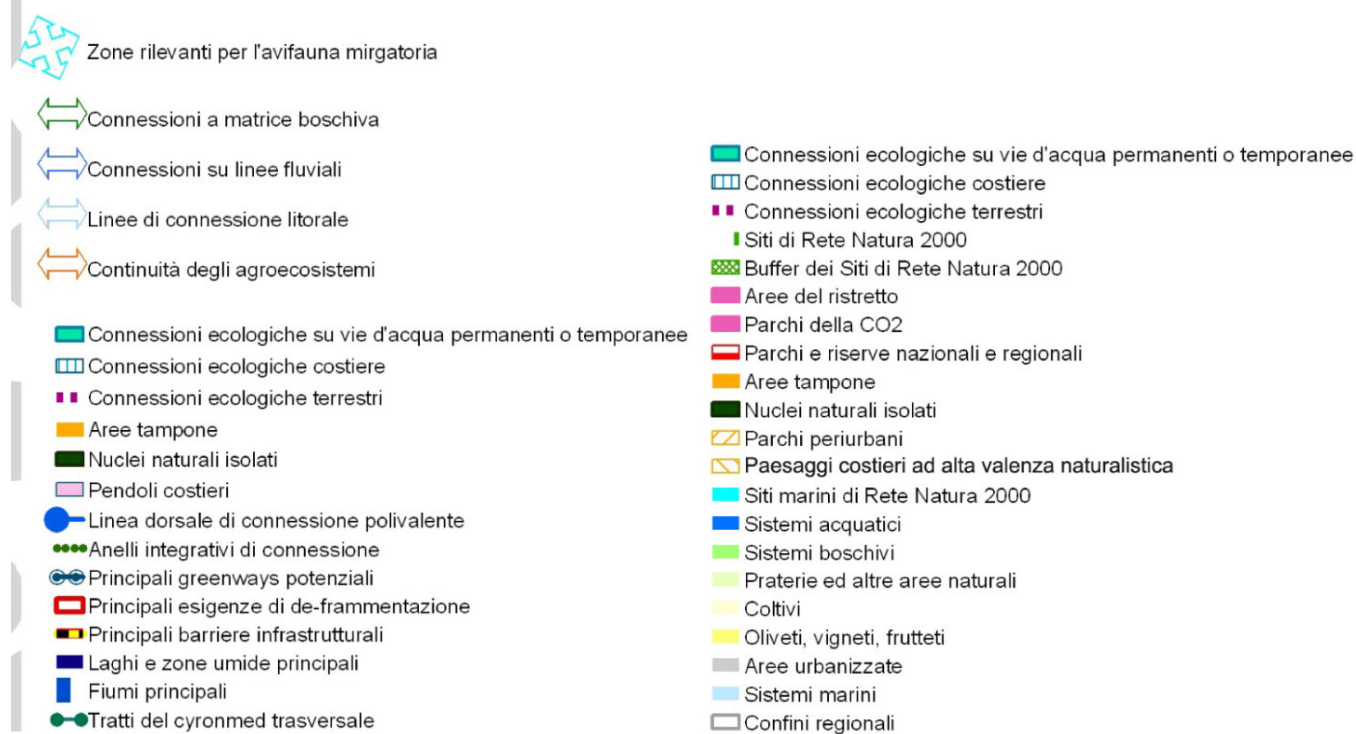 Zone rilevanti per l'avifauna mirgatoria
Connessioni a matrice boschiva
Connessioni su linee fluviali
Linee di connessione litorale
Continuità degli agroecosistemi
Connessioni ecologiche su vie d'acqua permanenti o temporanee
Connessioni ecologiche costiere
Connessioni ecologiche terrestri
Aree tampone
Nuclei naturali isolati
Pendoli costieri
Linea dorsale di connessione polivalente
Anelli integrativi di connessione
Principali greenways potenziali
Principali esigenze di de-frammentazione
Principali barriere infrastrutturali
Laghi e zone umide principali
Fiumi principali
Tratti del cyronmed trasversale
Connessioni ecologiche su vie d'acqua permanenti o temporanee
Connessioni ecologiche costiere
Connessioni ecologiche terrestri
Siti di Rete Natura 2000
Buffer dei Siti di Rete Natura 2000
Aree del ristretto
Parchi della CO2
Parchi e riserve nazionali e regionali
Aree tampone
Nuclei naturali isolati
Parchi periurbani
Paesaggi costieri ad alta valenza naturalistica
Siti marini di Rete Natura 2000
Sistemi acquatici
Sistemi boschivi
Praterie ed altre aree naturali
Coltivi
Oliveti, vigneti, frutteti
Aree urbanizzate
Sistemi marini
Confini regionali